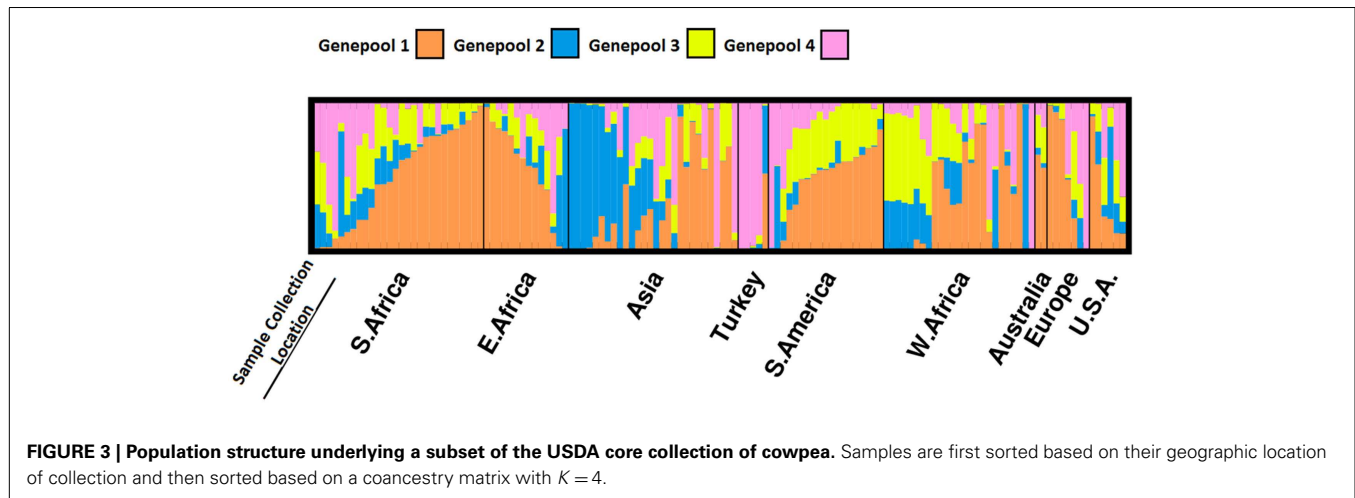 Genepool 1 Genepool 2 Genepool 3 Genepool 4
Sample Collection
Location
S.Africa
E.Africa
Asia
Turkey
S.America
W.Africa
Australia
Europe
U.S.A.
FIGURE 3 | Population structure underlying a subset of the USDA core collection of cowpea. Samples are first sorted based on their geographic location
of collection and then sorted based on a coancestry matrix with K = 4.